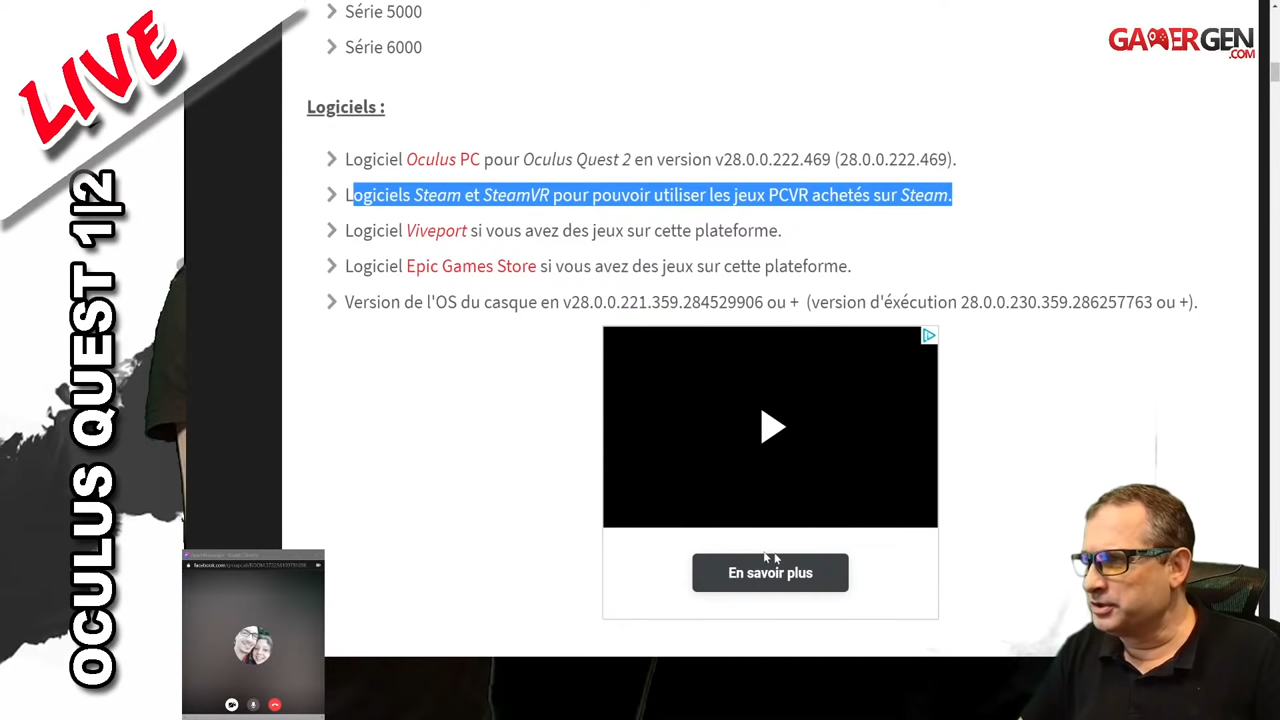 LIVE
OCULUS QUEST 1|2
GAMERGEN
.COM
Série 5000
Série 6000
Logiciels :
Logiciel Oculus PC pour Oculus Quest 2 en version v28.0.0.222.469 (28.0.0.222.469).
Logiciels Steam et SteamVR pour pouvoir utiliser les jeux PCVR achetés sur Steam.
Logiciel Viveport si vous avez des jeux sur cette plateforme.
Logiciel Epic Games Store si vous avez des jeux sur cette plateforme.
Version de l'OS du casque en v28.0.0.221.359.284529906 ou + (version d'éxécution 28.0.0.230.359.286257763 ou +).
En savoir plus